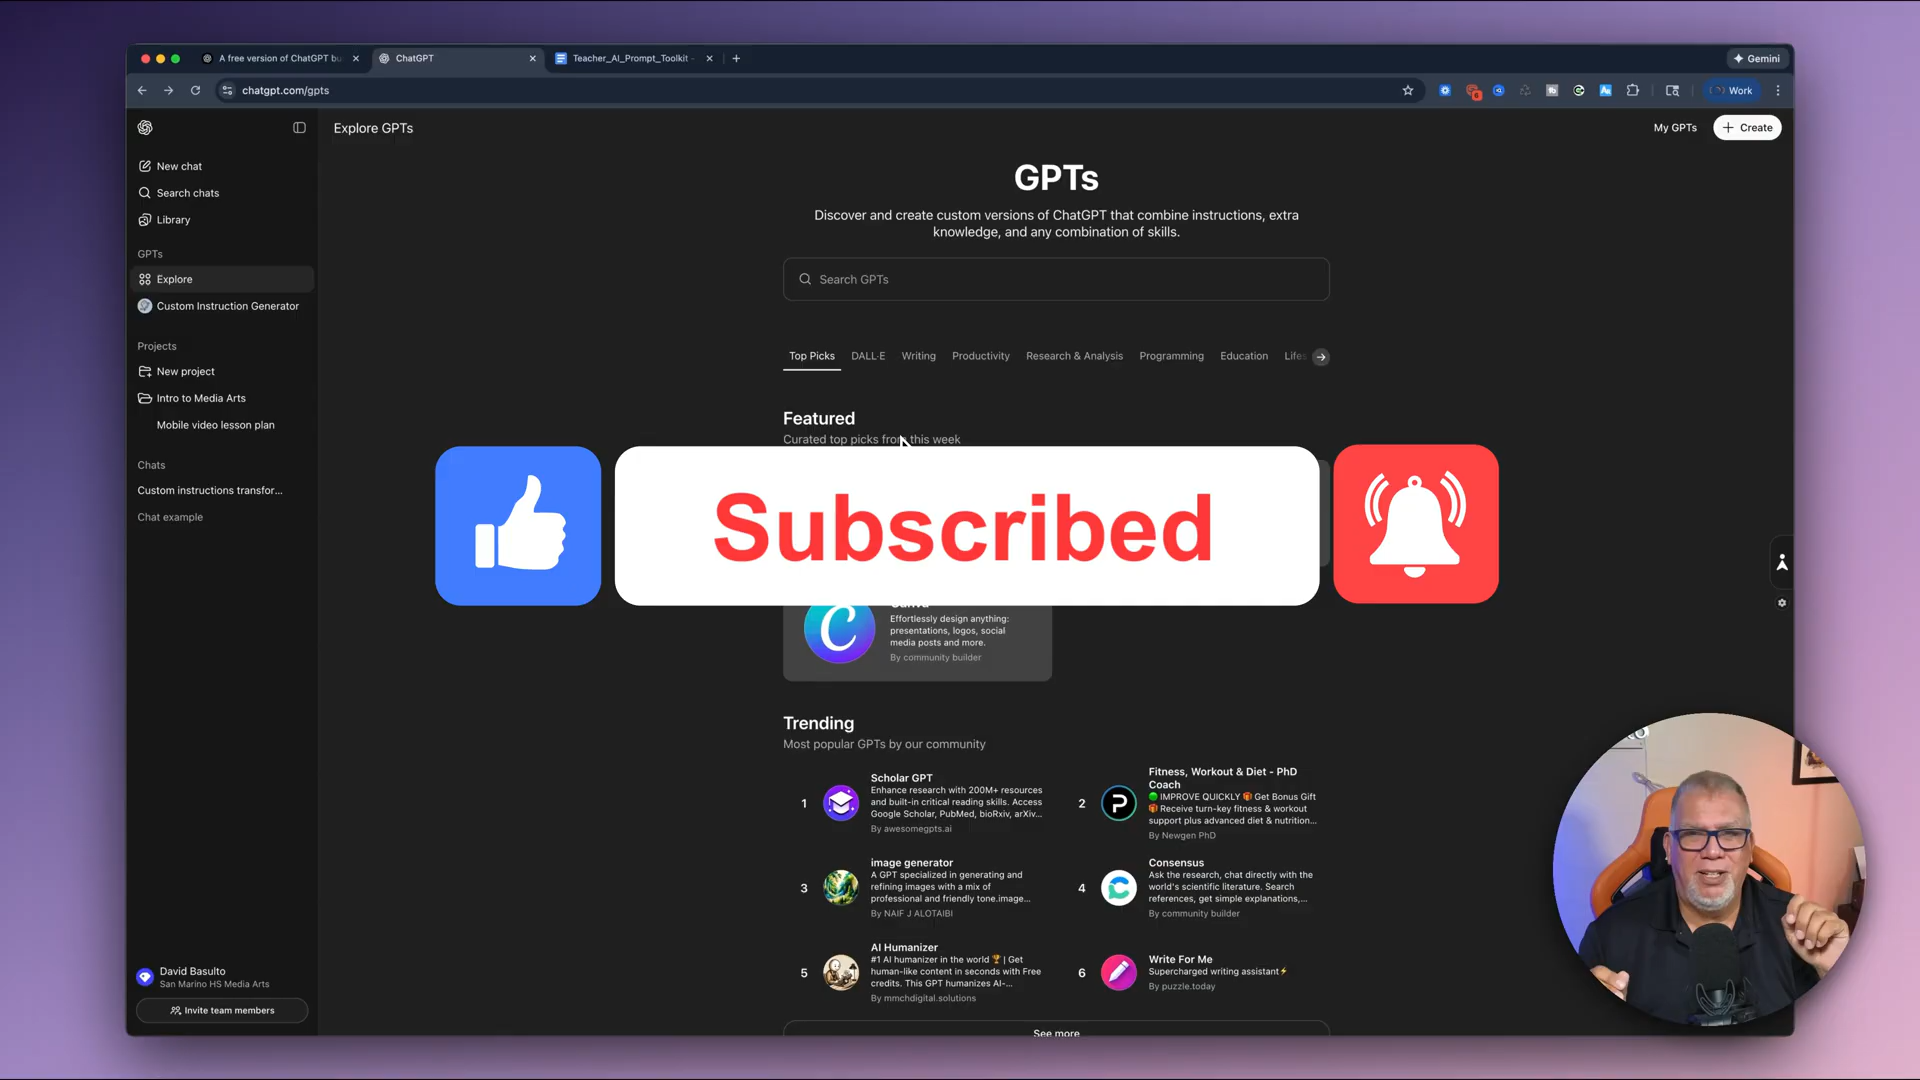 A free version of ChatGPT bu
ChatGPT
Teacher_AI_Prompt_Toolkit -
Gemini
chatgpt.com/gpts
Work
Explore GPTs
My GPTs
Create
New chat
Search chats
Library
GPTs
Explore
Custom Instruction Generator
Projects
New project
Intro to Media Arts
Mobile video lesson plan
Chats
Custom instructions transfor...
Chat example
David Basulto
San Marino HS Media Arts
Invite team members
GPTs
Discover and create custom versions of ChatGPT that combine instructions, extra
knowledge, and any combination of skills.
Search GPTs
Top Picks
DALL·E
Writing
Productivity
Research & Analysis
Programming
Education
Lifes
Featured
Curated top picks from this week
Subscribed
Canva
Effortlessly design anything:
presentations, logos, social
media posts and more.
By community builder
Trending
Most popular GPTs by our community
1
Scholar GPT
Enhance research with 200M+ resources
and built-in critical reading skills. Access
Google Scholar, PubMed, bioRxiv, arXiv...
By awesomegpts.ai
2
Fitness, Workout & Diet - PhD
Coach
🟢 IMPROVE QUICKLY 🎁 Get Bonus Gift
🎁 Receive turn-key fitness & workout
support plus advanced diet & nutrition...
By Newgen PhD
3
image generator
A GPT specialized in generating and
refining images with a mix of
professional and friendly tone.image...
By NAIF J ALOTAIBI
4
Consensus
Ask the research, chat directly with the
world's scientific literature. Search
references, get simple explanations,...
By community builder
5
AI Humanizer
#1 AI humanizer in the world 🏆 | Get
human-like content in seconds with Free
credits. This GPT humanizes AI-...
By mmchdigital.solutions
6
Write For Me
Supercharged writing assistant⚡
By puzzle.today
See more